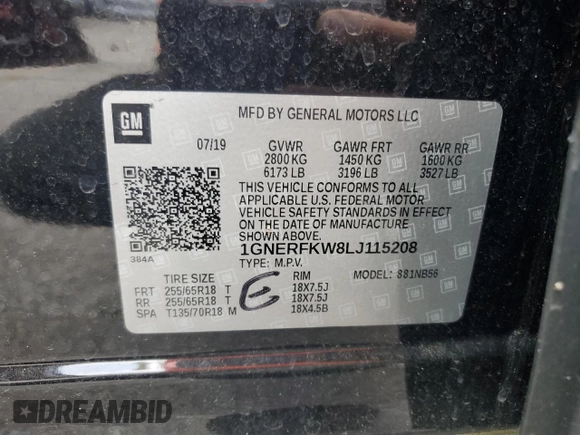 GM
MFD BY GENERAL MOTORS LLC
07/19 GVWR GAWR FRT GAWR RR
2800 KG 1450 KG 1600 KG
6173 LB 3196 LB 3527 LB
THIS VEHICLE CONFORMS TO ALL
APPLICABLE U.S. FEDERAL MOTOR
VEHICLE SAFETY STANDARDS IN EFFECT
ON THE DATE OF MANUFACTURE
SHOWN ABOVE.
384A
1GNERFKW8LJ115208
TYPE: M.P.V. MODEL: 881NB56
TIRE SIZE RIM
FRT 255/65R18 T 18X7.5J
RR 255/65R18 T 18X7.5J
SPA T135/70R18 M 18X4.5B
E
DREAMBID